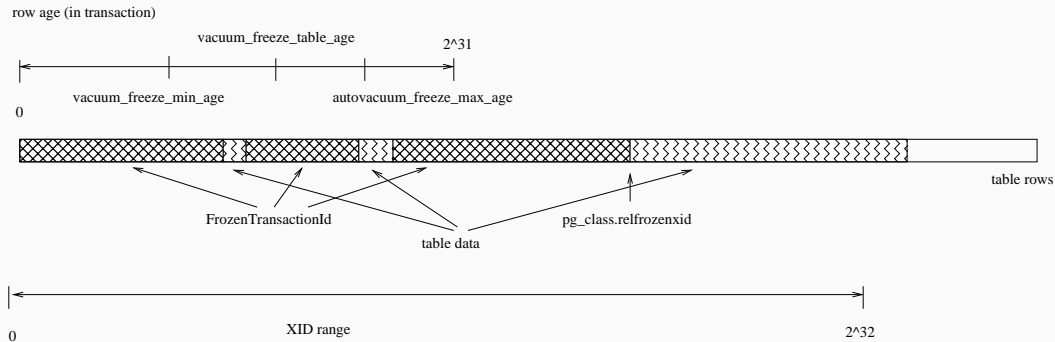 row age (in transaction)
vacuum_freeze_table_age
2^31
vacuum_freeze_min_age
autovacuum_freeze_max_age
0
table rows
FrozenTransactionId
pg_class.relfrozenxid
table data
0
XID range
2^32